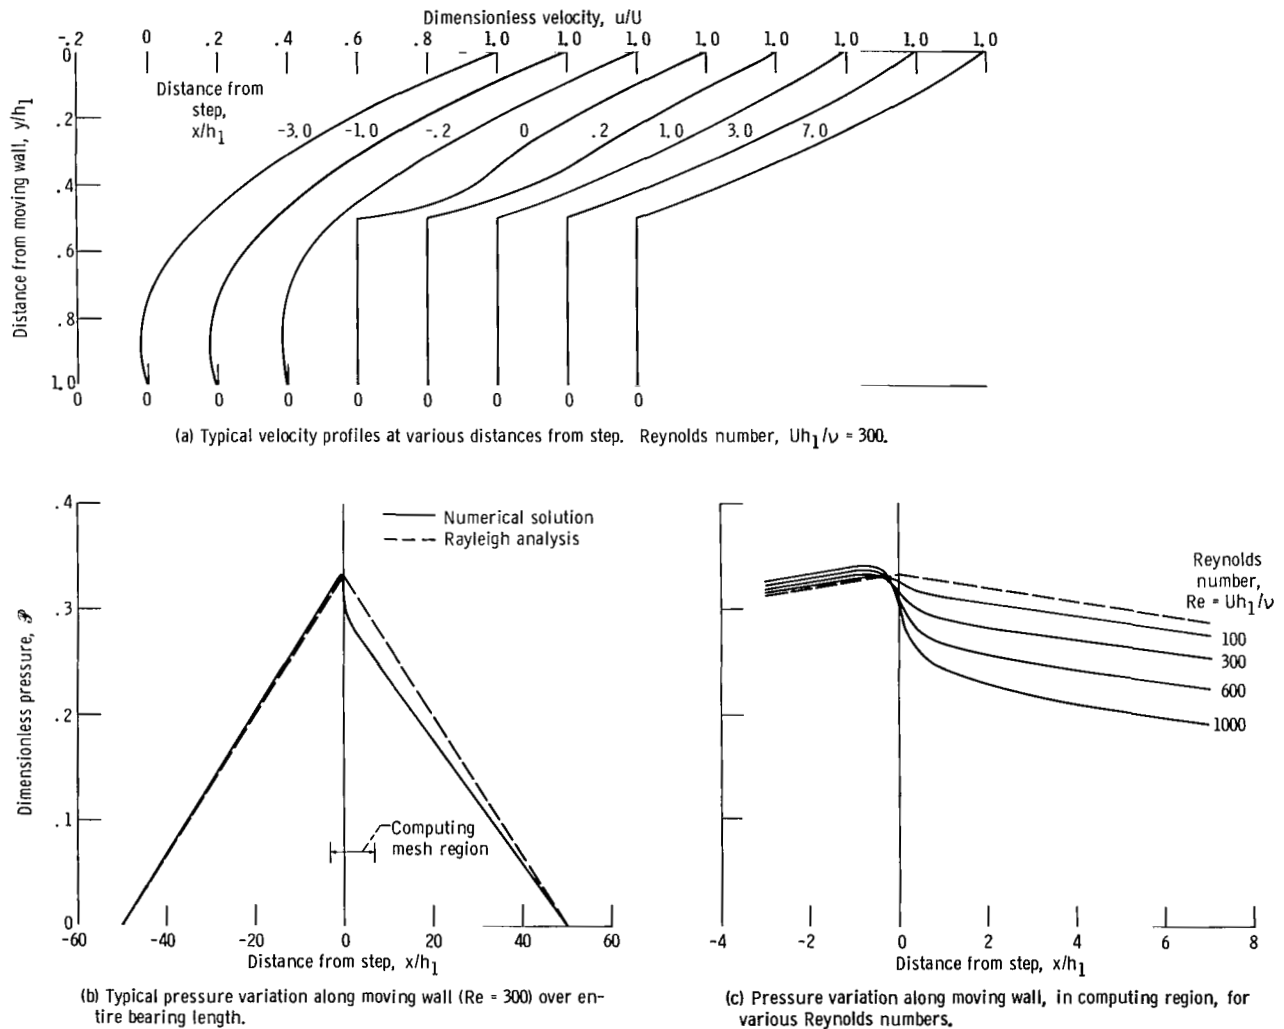 Dimensionless velocity, u/U
-.2 0 .2 .4 .6 .8 1.0 1.0 1.0 1.0 1.0 1.0 1.0 1.0
0
Distance from
step,
x/h1
-3.0 -1.0 -.2 0 .2 1.0 3.0 7.0
.2
.4
.6
.8
1.0
Distance from moving wall, y/h1
0 0 0 0 0 0 0 0 0
(a) Typical velocity profiles at various distances from step. Reynolds number, Uh1/ν = 300.
.4
.3
.2
.1
0
Dimensionless pressure, 𝒫
Numerical solution
Rayleigh analysis
Computing
mesh region
-60 -40 -20 0 20 40 60
Distance from step, x/h1
(b) Typical pressure variation along moving wall (Re = 300) over en-
tire bearing length.
Reynolds
number,
Re = Uh1/ν
100
300
600
1000
-4 -2 0 2 4 6 8
Distance from step, x/h1
(c) Pressure variation along moving wall, in computing region, for
various Reynolds numbers.